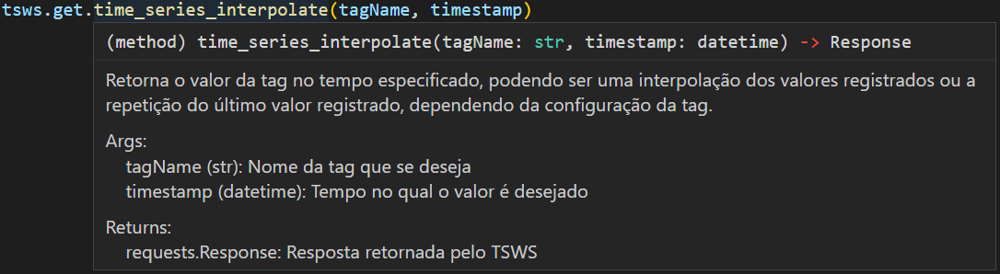 tsws.get.time_series_interpolate(tagName, timestamp)
(method) time_series_interpolate(tagName: str, timestamp: datetime) -> Response
Retorna o valor da tag no tempo especificado, podendo ser uma interpolação dos valores registrados ou a
repetição do último valor registrado, dependendo da configuração da tag.
Args:
tagName (str): Nome da tag que se deseja
timestamp (datetime): Tempo no qual o valor é desejado
Returns:
requests.Response: Resposta retornada pelo TSWS